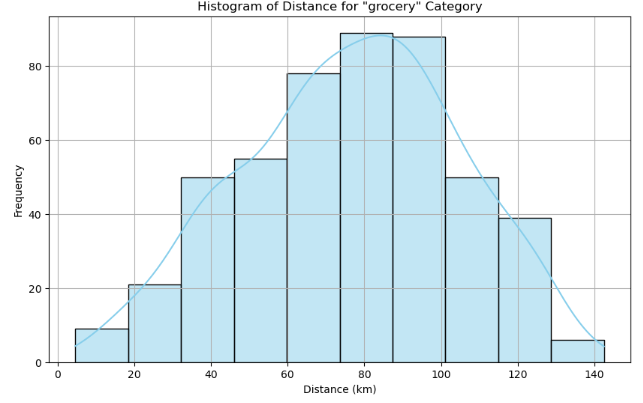 Histogram of Distance for "grocery" Category
80
60
40
20
0
Frequency
0 20 40 60 80 100 120 140
Distance (km)